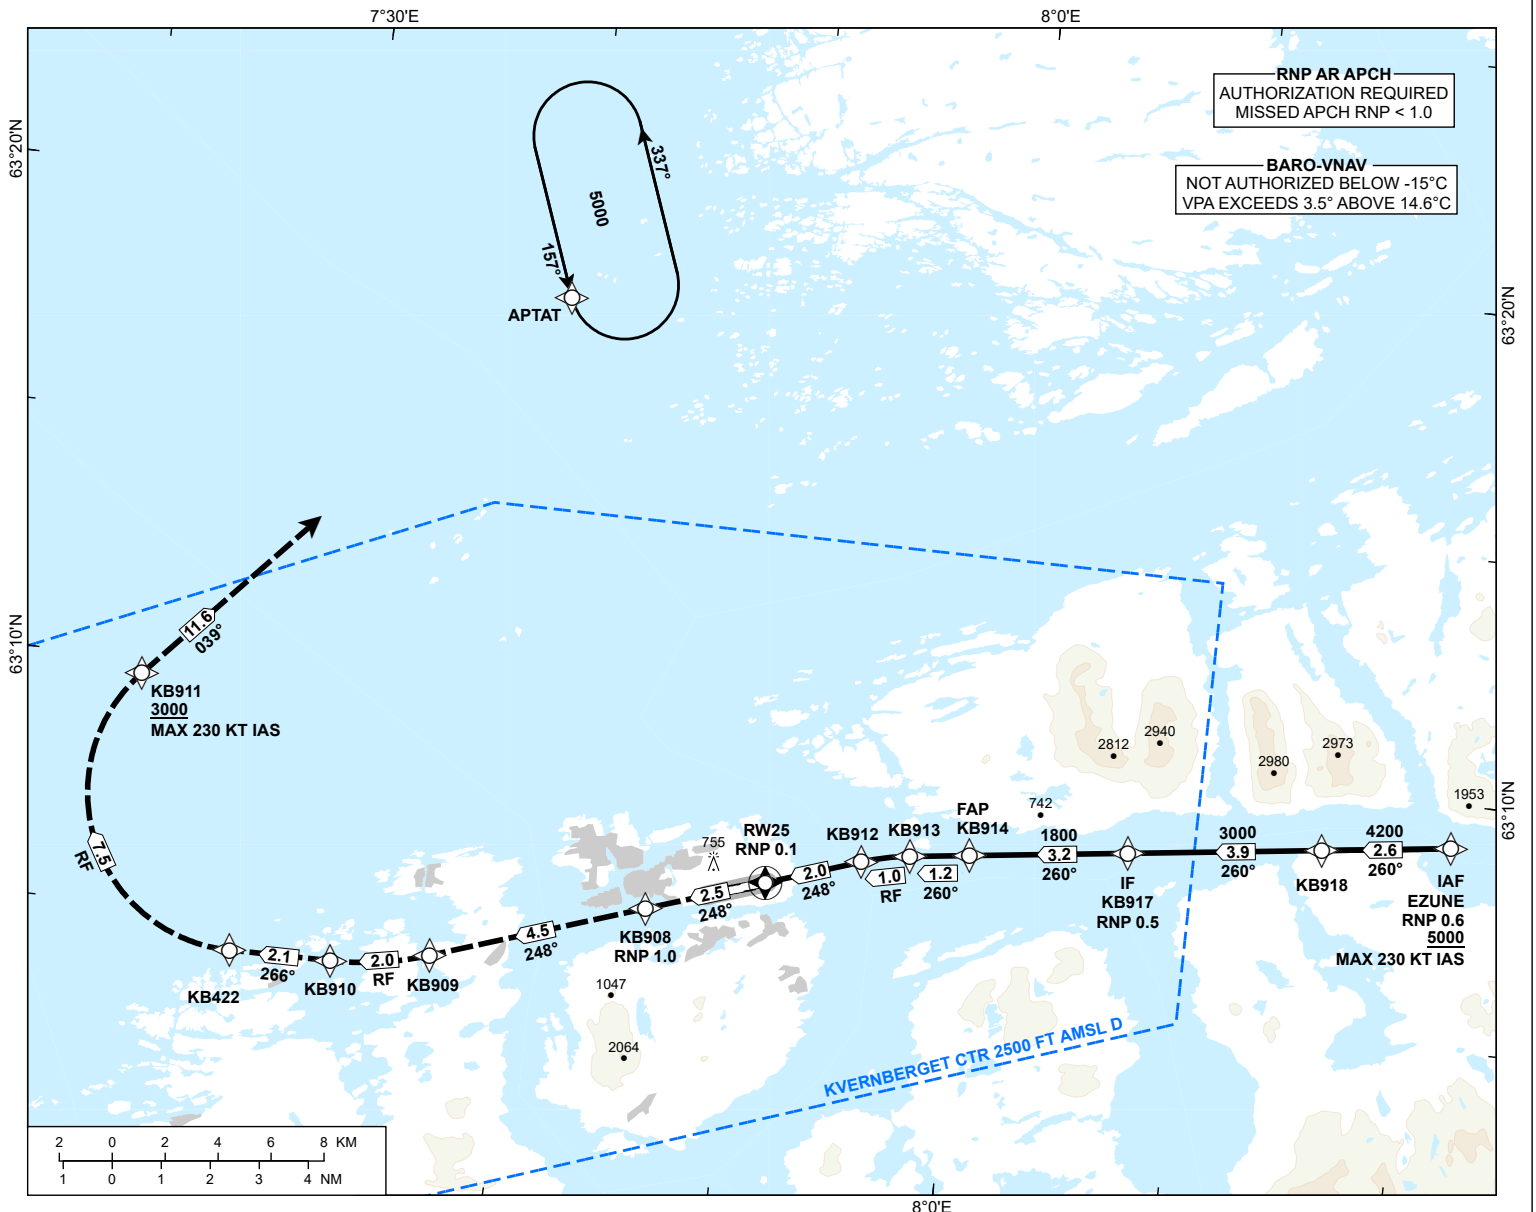 7°30'E
8°0'E
63°20'N
63°20'N
63°10'N
63°10'N
8°0'E
RNP AR APCH
AUTHORIZATION REQUIRED
MISSED APCH RNP < 1.0
BARO-VNAV
NOT AUTHORIZED BELOW -15°C
VPA EXCEEDS 3.5° ABOVE 14.6°C
337°
5000
157°
APTAT
11.6
039°
KB911
3000
MAX 230 KT IAS
7.5
RF
2812
2940
2980
2973
1953
742
755
RW25
RNP 0.1
KB912
KB913
FAP
KB914
1800
3.2
260°
3000
3.9
260°
4200
2.6
260°
2.0
248°
1.0
RF
1.2
260°
IF
KB917
RNP 0.5
KB918
IAF
EZUNE
RNP 0.6
5000
MAX 230 KT IAS
2.5
248°
KB908
RNP 1.0
4.5
248°
KB909
2.0
RF
KB910
2.1
266°
KB422
1047
2064
KVERNBERGET CTR 2500 FT AMSL D
2 0 2 4 6 8 KM
1 0 1 2 3 4 NM